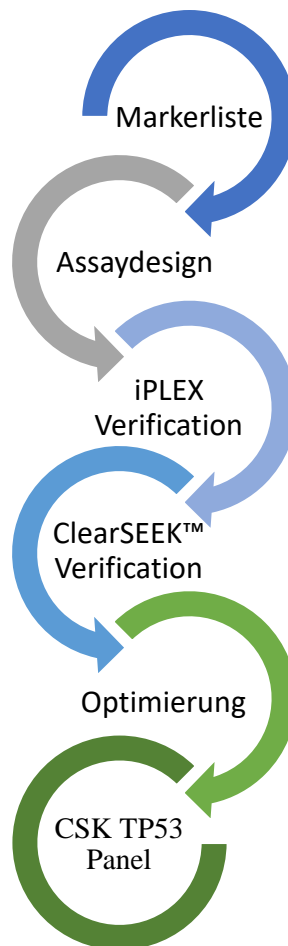 Markerliste
Assaydesign
iPLEX
Verification
ClearSEEK™
Verification
Optimierung
CSK TP53
Panel